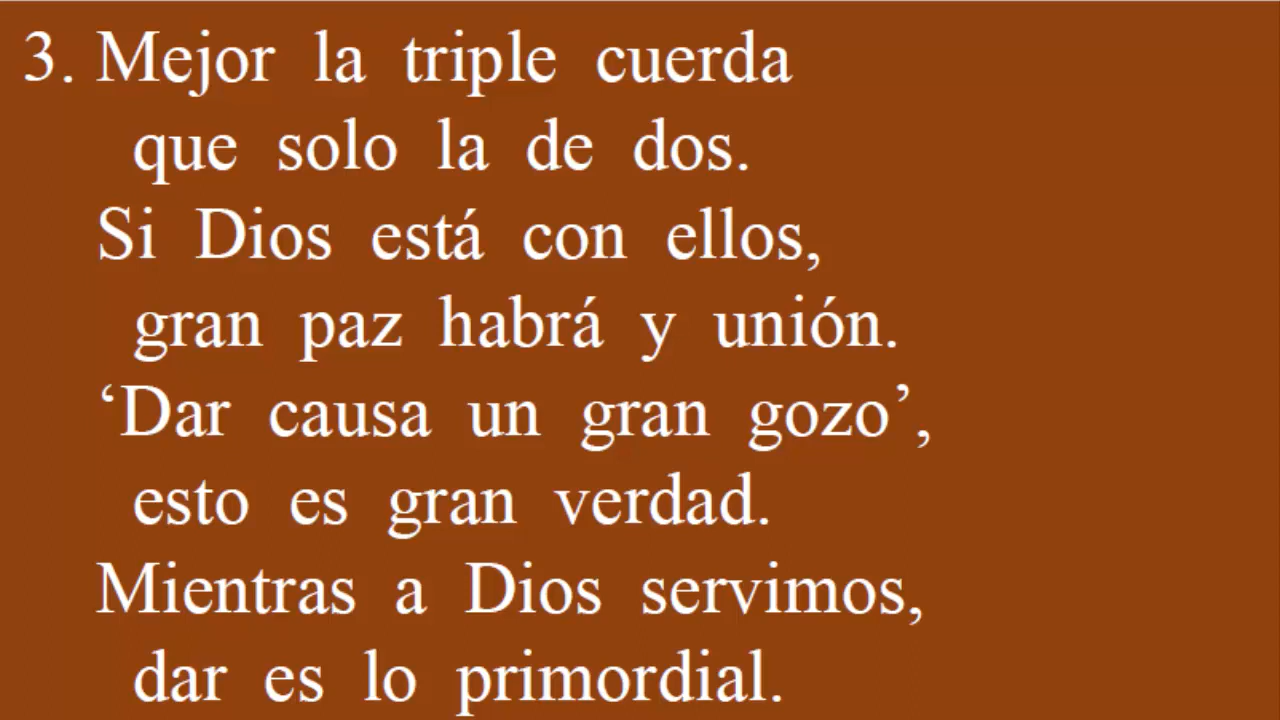 3. Mejor la triple cuerda
que solo la de dos.
Si Dios está con ellos,
gran paz habrá y unión.
‘Dar causa un gran gozo’,
esto es gran verdad.
Mientras a Dios servimos,
dar es lo primordial.